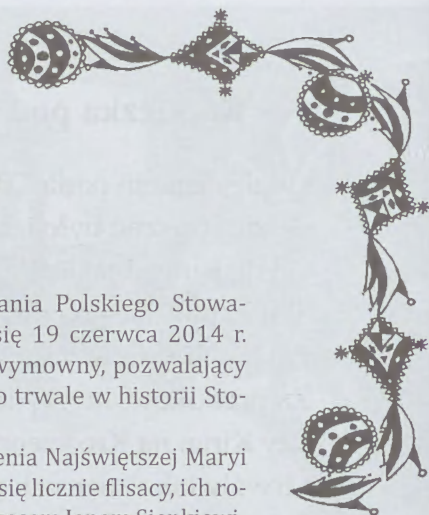 ania Polskiego Stowa-
się 19 czerwca 2014 r.
wymowny, pozwalający
o trwale w historii Sto-
enia Najświętszej Maryi
się licznie flisacy, ich ro-